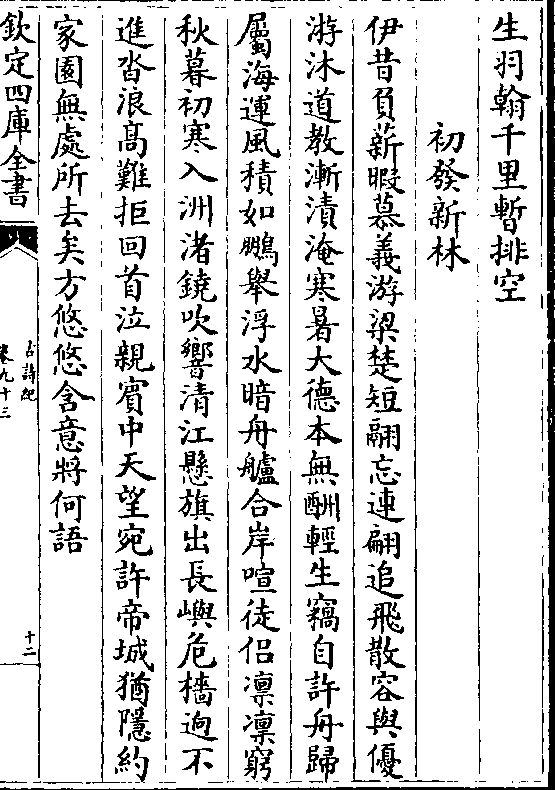 生羽翰千里暫排空
初發新林
伊昔負薪暇慕義游梁楚短翮忘連翩追飛散容與優
游沐道教漸漬淹寒暑大德本無酬輕生竊自許舟歸
屬海運風積如鵬舉浮水暗舟艫合岸喧徒侣凛凛窮
秋暮初寒入洲渚鐃吹響清江懸旗出長嶼危檣逈不
進沓浪髙難拒回首泣親賓中天望宛許帝城猶隱約
家園無處所去矣方悠悠含意將何語
欽定四庫全書
古詩紀
卷九十三
十二